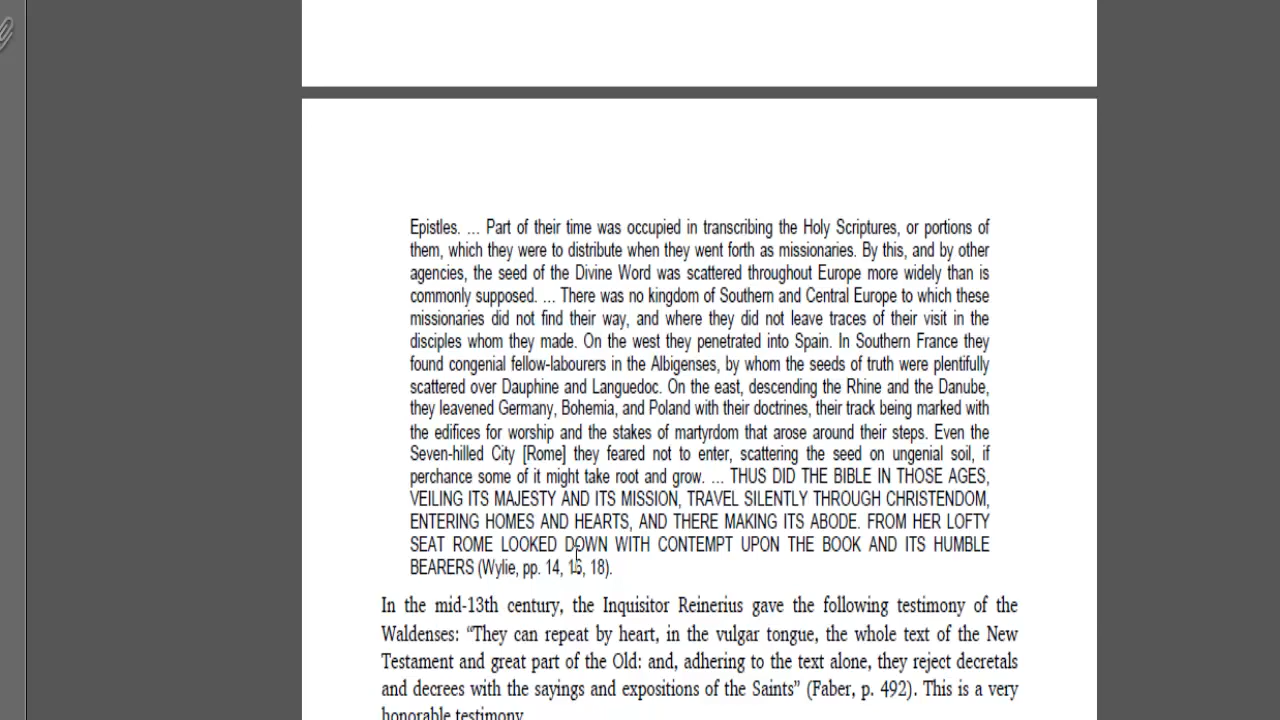 Epistles. … Part of their time was occupied in transcribing the Holy Scriptures, or portions of
them, which they were to distribute when they went forth as missionaries. By this, and by other
agencies, the seed of the Divine Word was scattered throughout Europe more widely than is
commonly supposed. … There was no kingdom of Southern and Central Europe to which these
missionaries did not find their way, and where they did not leave traces of their visit in the
disciples whom they made. On the west they penetrated into Spain. In Southern France they
found congenial fellow-labourers in the Albigenses, by whom the seeds of truth were plentifully
scattered over Dauphine and Languedoc. On the east, descending the Rhine and the Danube,
they leavened Germany, Bohemia, and Poland with their doctrines, their track being marked with
the edifices for worship and the stakes of martyrdom that arose around their steps. Even the
Seven-hilled City [Rome] they feared not to enter, scattering the seed on ungenial soil, if
perchance some of it might take root and grow. … THUS DID THE BIBLE IN THOSE AGES,
VEILING ITS MAJESTY AND ITS MISSION, TRAVEL SILENTLY THROUGH CHRISTENDOM,
ENTERING HOMES AND HEARTS, AND THERE MAKING ITS ABODE. FROM HER LOFTY
SEAT ROME LOOKED DOWN WITH CONTEMPT UPON THE BOOK AND ITS HUMBLE
BEARERS (Wylie, pp. 14, 16, 18).
In the mid-13th century, the Inquisitor Reinerius gave the following testimony of the
Waldenses: “They can repeat by heart, in the vulgar tongue, the whole text of the New
Testament and great part of the Old: and, adhering to the text alone, they reject decretals
and decrees with the sayings and expositions of the Saints” (Faber, p. 492). This is a very
honorable testimony.